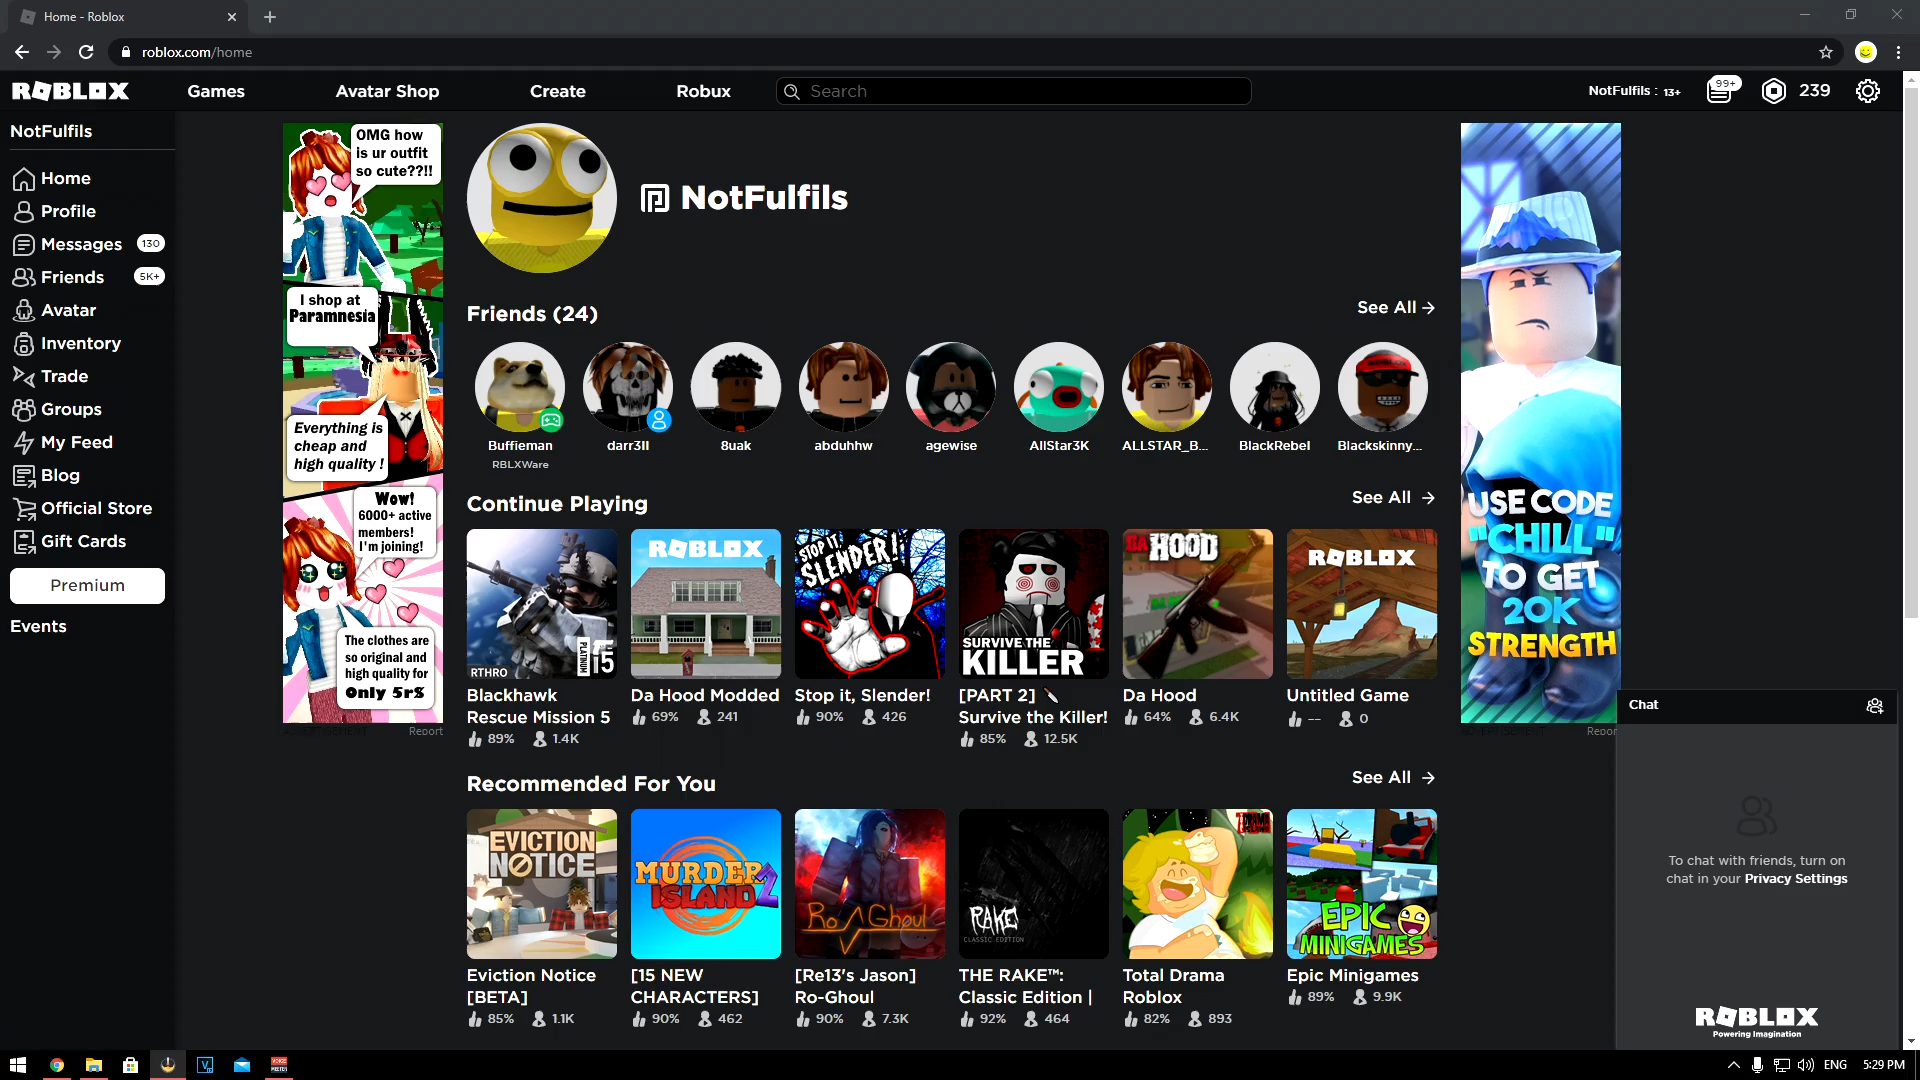 Home - Roblox
roblox.com/home
ROBLOX
Games
Avatar Shop
Create
Robux
Search
NotFulfils : 13+
99+
239
NotFulfils
Home
Profile
Messages 130
Friends 5K+
Avatar
Inventory
Trade
Groups
My Feed
Blog
Official Store
Gift Cards
Premium
Events
OMG how
is ur outfit
so cute??!!
I shop at
Paramnesia
Everything is
cheap and
high quality !
Wow!
6000+ active
members!
I'm joining!
The clothes are
so original and
high quality for
Only 5r$
ADVERTISEMENT
Report
NotFulfils
Friends (24)
See All
Buffieman
RBLXWare
8uak
abduhhw
agewise
AllStar3K
ALLSTAR_B...
BlackRebel
Blackskinny...
Continue Playing
See All
RTHRO
PLATINUM
15
Blackhawk
Rescue Mission 5
89% 1.4K
ROBLOX
Da Hood Modded
69% 241
STOP IT,
SLENDER!
Stop it, Slender!
90% 426
SURVIVE THE
KILLER
[PART 2]
Survive the Killer!
85% 12.5K
DA HOOD
Da Hood
64% 6.4K
ROBLOX
Untitled Game
-- 0
Recommended For You
See All
EVICTION
NOTICE
Eviction Notice
[BETA]
85% 1.1K
MURDER
ISLAND 2
[15 NEW
CHARACTERS]
90% 462
Ro Ghoul
[Re13's Jason]
Ro-Ghoul
90% 7.3K
RAKE
CLASSIC EDITION
THE RAKE™:
Classic Edition |
92% 464
Total Drama
Roblox
82% 893
EPIC
MINIGAMES
Epic Minigames
89% 9.9K
USE CODE
"CHILL"
TO GET
20K
STRENGTH
ADVERTISEMENT
Repor
Chat
To chat with friends, turn on
chat in your Privacy Settings
ROBLOX
Powering Imagination
VOICE
MEETER
ENG
5:29 PM